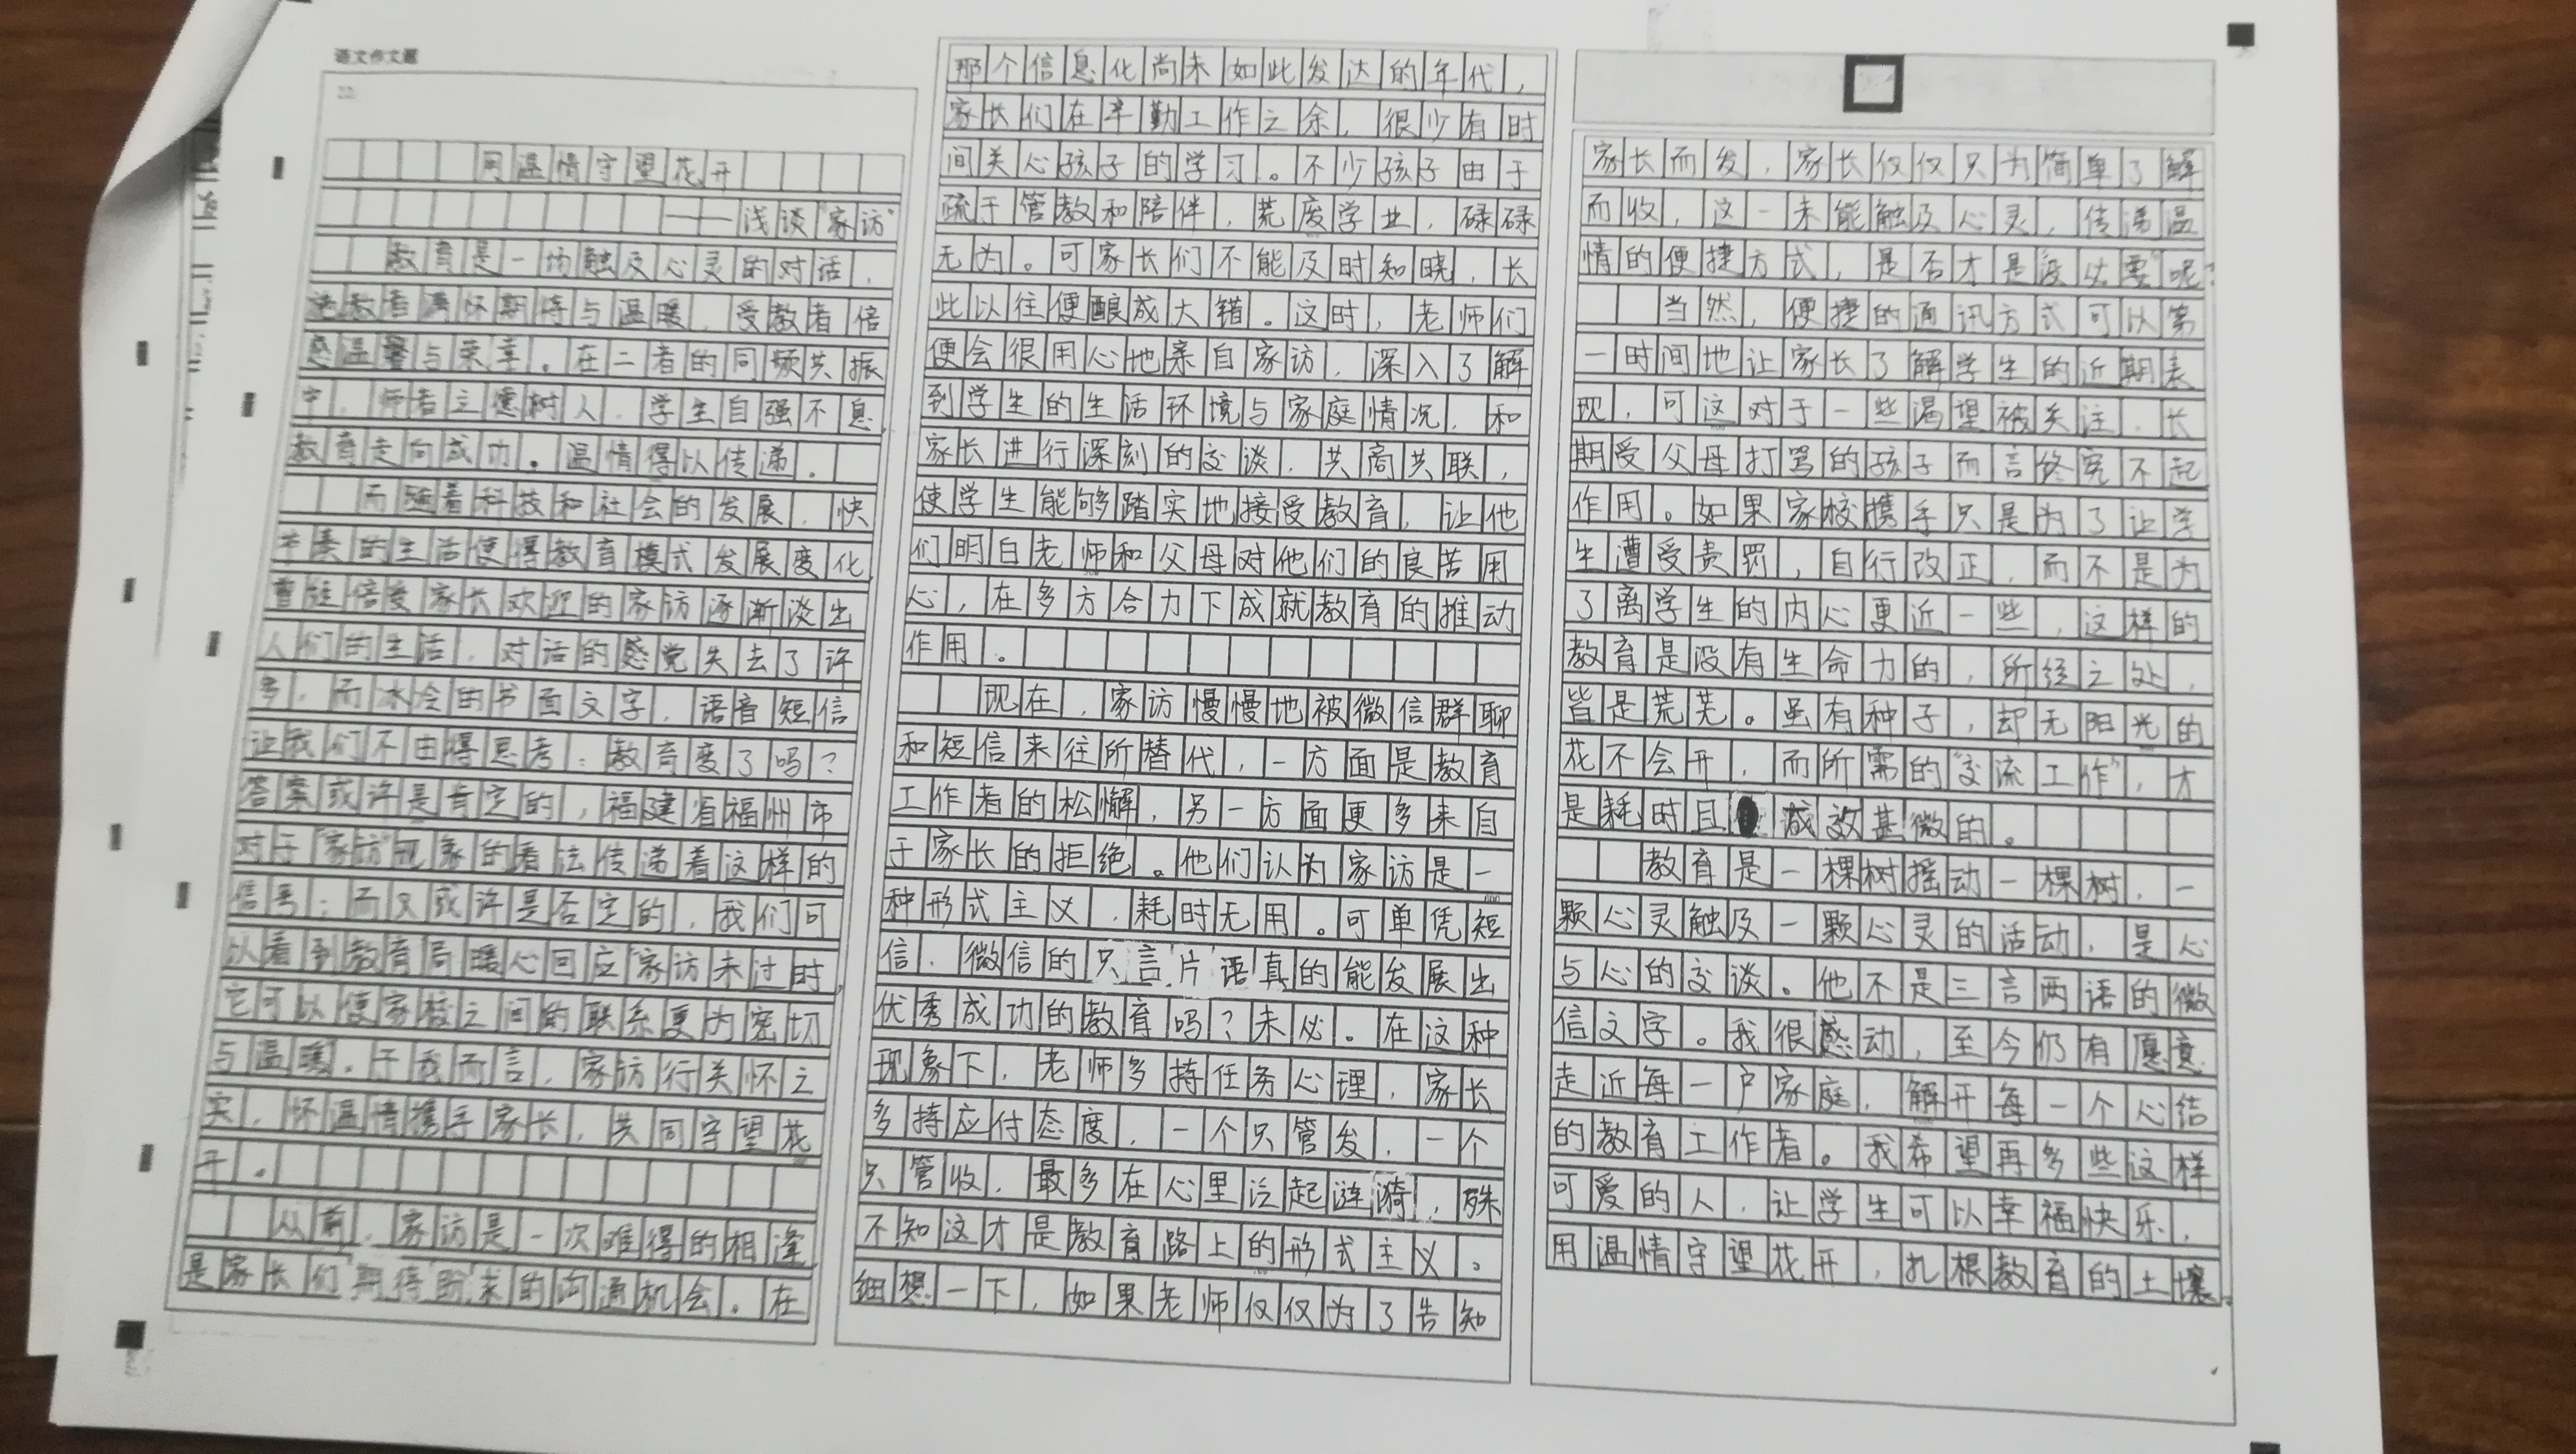 语文作文题
22.
用温情守望花开
——浅谈“家访”
教育是一场触及心灵的对话，
施教者满怀期待与温暖，受教者倍
感温馨与荣幸。在二者的同频共振
中，师者立德树人，学生自强不息，
教育走向成功。温情得以传递。
而随着科技和社会的发展，快
节奏的生活使得教育模式发展变化，
曾经倍受家长欢迎的家访逐渐淡出
人们的生活，对话的感觉失去了许
多，而冰冷的书面文字，语音短信
让我们不由得思考：教育变了吗？
答案或许是肯定的，福建省福州市
对于“家访”现象的看法传递着这样的
信号；而又或许是否定的，我们可
以看到教育局暖心回应“家访未过时，
它可以使家校之间的联系更为密切
与温暖。于我而言，家访行关怀之
实，怀温情携手家长，共同守望花
开。
从前，家访是一次难得的相逢，
是家长们“期待”盼来的沟通机会。在
那个信息化尚未如此发达的年代，
家长们在辛勤工作之余，很少有时
间关心孩子的学习。不少孩子由于
疏于管教和陪伴，荒废学业，碌碌
无为。可家长们不能及时知晓，长
此以往便酿成大错。这时，老师们
便会很用心地亲自家访，深入了解
到学生的生活环境与家庭情况，和
家长进行深刻的交谈，共商共联，
使学生能够踏实地接受教育，让他
们明白老师和父母对他们的良苦用
心，在多方合力下成就教育的推动
作用。
现在，家访慢慢地被微信群聊
和短信来往所替代，一方面是教育
工作者的松懈，另一方面更多来自
于家长的拒绝。他们认为家访是一
种形式主义，耗时无用。可单凭短
信、微信的只言片语真的能发展出
优秀成功的教育吗？未必。在这种
现象下，老师多持任务心理，家长
多持应付态度，一个只管发，一个
只管收，最多在心里泛起涟漪，殊
不知这才是教育路上的形式主义。
细想一下，如果老师仅仅为了告知
家长而发，家长仅仅只为简单了解
而收，这一未能触及心灵，传递温
情的便捷方式，是否才是“没必要”呢？
当然，便捷的通讯方式可以第
一时间地让家长了解学生的近期表
现，可这对于一些渴望被关注、长
期受父母打骂的孩子而言终究不起
作用。如果家校携手只是为了让学
生遭受责罚，自行改正，而不是为
了离学生的内心更近一些，这样的
教育是没有生命力的，所经之处，
皆是荒芜。虽有种子，却无阳光的
花不会开，而所需的“交流工作”，才
是耗时且成效甚微的。
教育是一棵树摇动一棵树，一
颗心灵触及一颗心灵的活动，是心
与心的交谈。他不是三言两语的微
信文字。我很感动，至今仍有愿意
走近每一户家庭，解开每一个心结
的教育工作者。我希望再多些这样
可爱的人，让学生可以幸福快乐，
用温情守望花开，扎根教育的土壤。